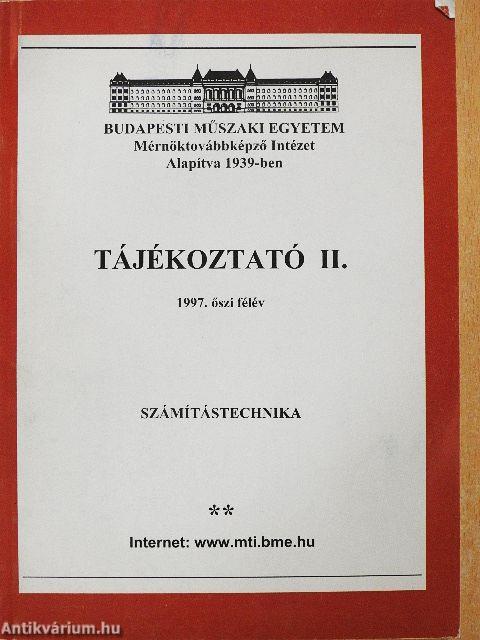 BUDAPESTI MŰSZAKI EGYETEM
Mérnöktovábbképző Intézet
Alapítva 1939-ben
TÁJÉKOZTATÓ II.
1997. őszi félév
SZÁMÍTÁSTECHNIKA
**
Internet: www.mti.bme.hu
Antikvárium.hu